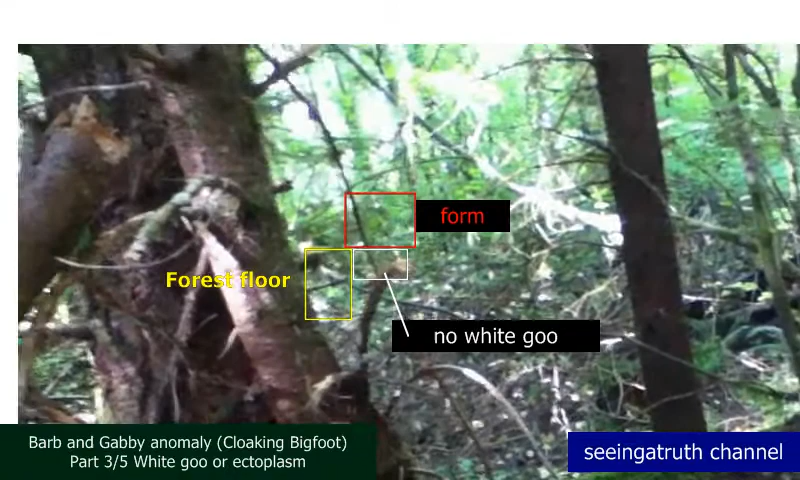 form
Forest floor
no white goo
Barb and Gabby anomaly (Cloaking Bigfoot)
Part 3/5 White goo or ectoplasm
seeingatruth channel